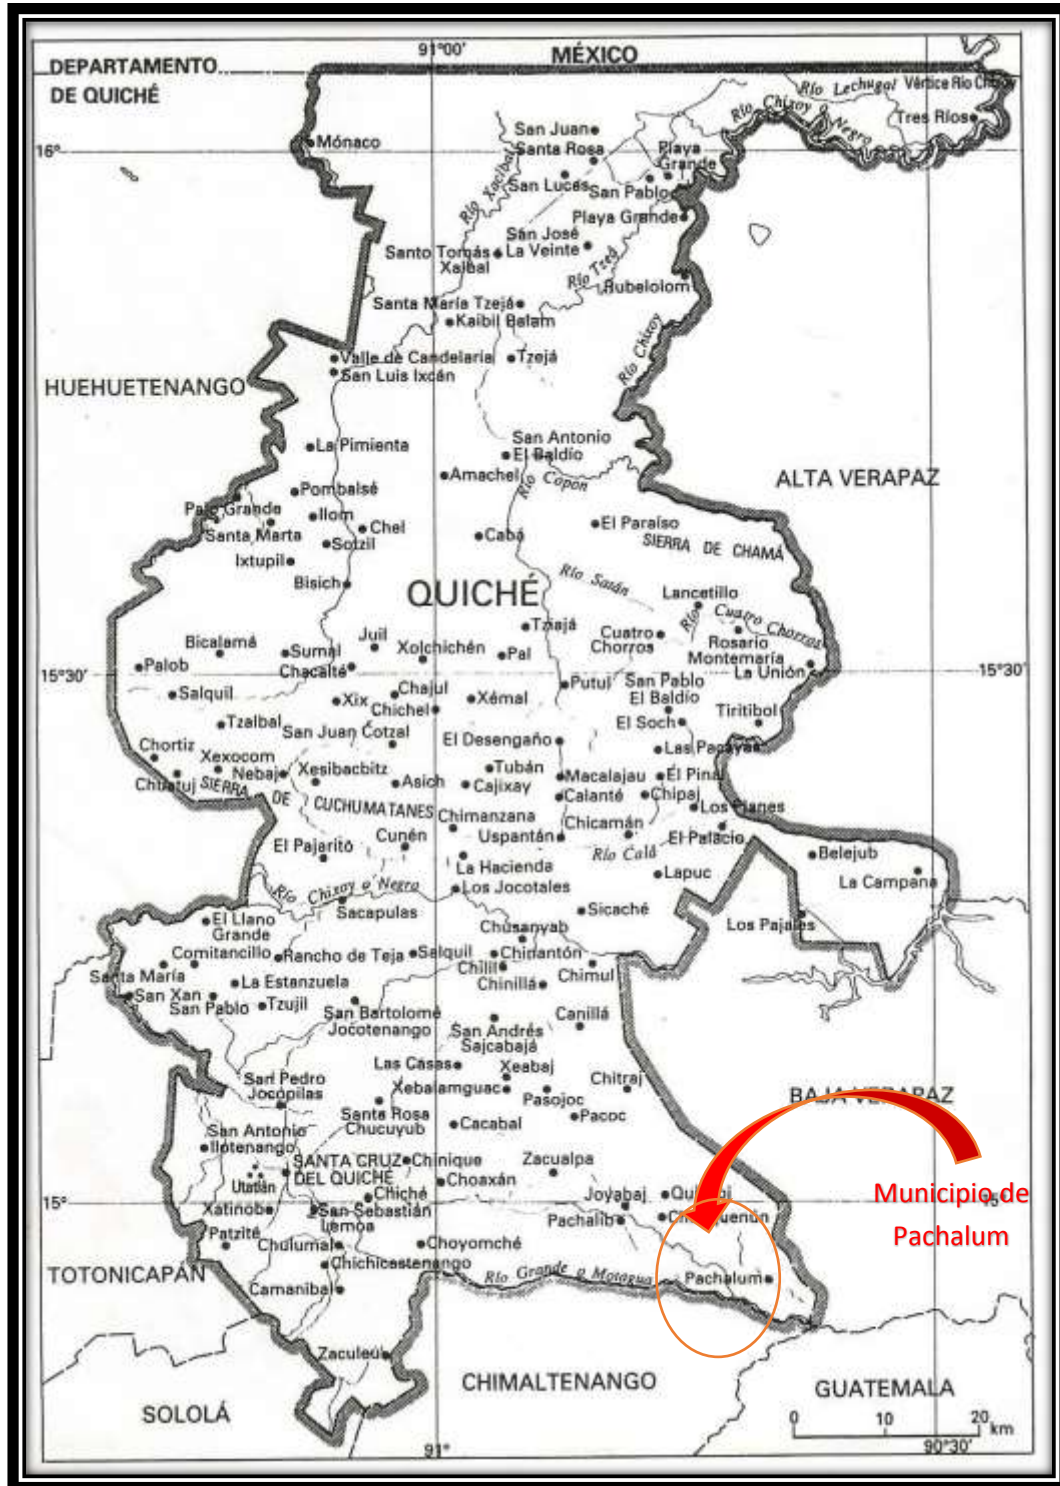 91°00'
MÉXICO
DEPARTAMENTO
DE QUICHÉ
Río Lechugal
Vértice Río Chixoy
Río Chixoy o Negro
Tres Ríos
San Juan
Mónaco
Santa Rosa
Playa
Grande
16°
Río Xacibal
San Lucas
San Pablo
Playa Grande
San José
La Veinte
Santo Tomás
Xalbal
Río Tzeg
Rubelolom
Santa María Tzejá
Kaibil Balam
Río Chixoy
Valle de Candelaria
Tzejá
San Luis Ixcán
HUEHUETENANGO
San Antonio
El Baldío
La Pimienta
Amachel
Río Copon
ALTA VERAPAZ
Pombalsé
Palo Grande
Ilom
Chel
Santa Marta
Sotzil
Cabá
El Paraíso
SIERRA DE CHAMÁ
Ixtupil
Bisich
QUICHÉ
Río Satán
Lancetillo
Río Cuatro Chorros
Tzajá
Cuatro
Chorros
Rosario
Montemaría
La Unión
Bicalamá
Sumal
Juil
Xolchichén
Pal
Palob
Chacalté
15°30'
15°30'
Salquil
Xix
Chajul
Chichel
Xémal
Putul
San Pablo
El Baldío
El Soch
Tiritibol
Tzalbal
San Juan Cotzal
El Desengaño
Las Pacayas
Chortiz
Xexocom
Chuatuj
Nebaj
Xesibacbitz
Asich
Tubán
Cajixay
Macalajau
El Pinal
Calanté
Chipaj
Los Planes
SIERRA DE CUCHUMATANES
Chimanzana
Uspantán
Chicamán
El Palacio
El Pajarito
Cunén
La Hacienda
Río Calá
Belejub
La Campana
Río Chixoy o Negro
Los Jocotales
Lapuc
Sacapulas
Sicaché
Los Pajales
El Llano
Grande
Chusanyab
Comitancillo
Rancho de Teja
Salquil
Chinantón
Chilil
Chimul
Santa María
La Estanzuela
Chinillá
San Xan
San Pablo
Tzujil
San Bartolomé
Jocotenango
San Andrés
Sajcabajá
Canillá
Las Casas
Xeabaj
San Pedro
Jocopilas
Xebalamguac
Pasojoc
Chitraj
BAJA VERAPAZ
Santa Rosa
Chucuyub
Cacabal
Pacoc
San Antonio
Ilotenango
SANTA CRUZ
DEL QUICHÉ
Chinique
Zacualpa
Utatlán
Choaxán
Chiché
Joyabaj
Municipio de
Pachalum
15°
Xatinob
San Sebastián
Lemoa
Pachalib
Patzité
Chulumal
Choyomché
Chichicastenango
TOTONICAPÁN
Camanibal
Río Grande o Motagua
Pachalum
Zaculeul
CHIMALTENANGO
GUATEMALA
SOLOLÁ
0 10 20 km
91°
90°30'